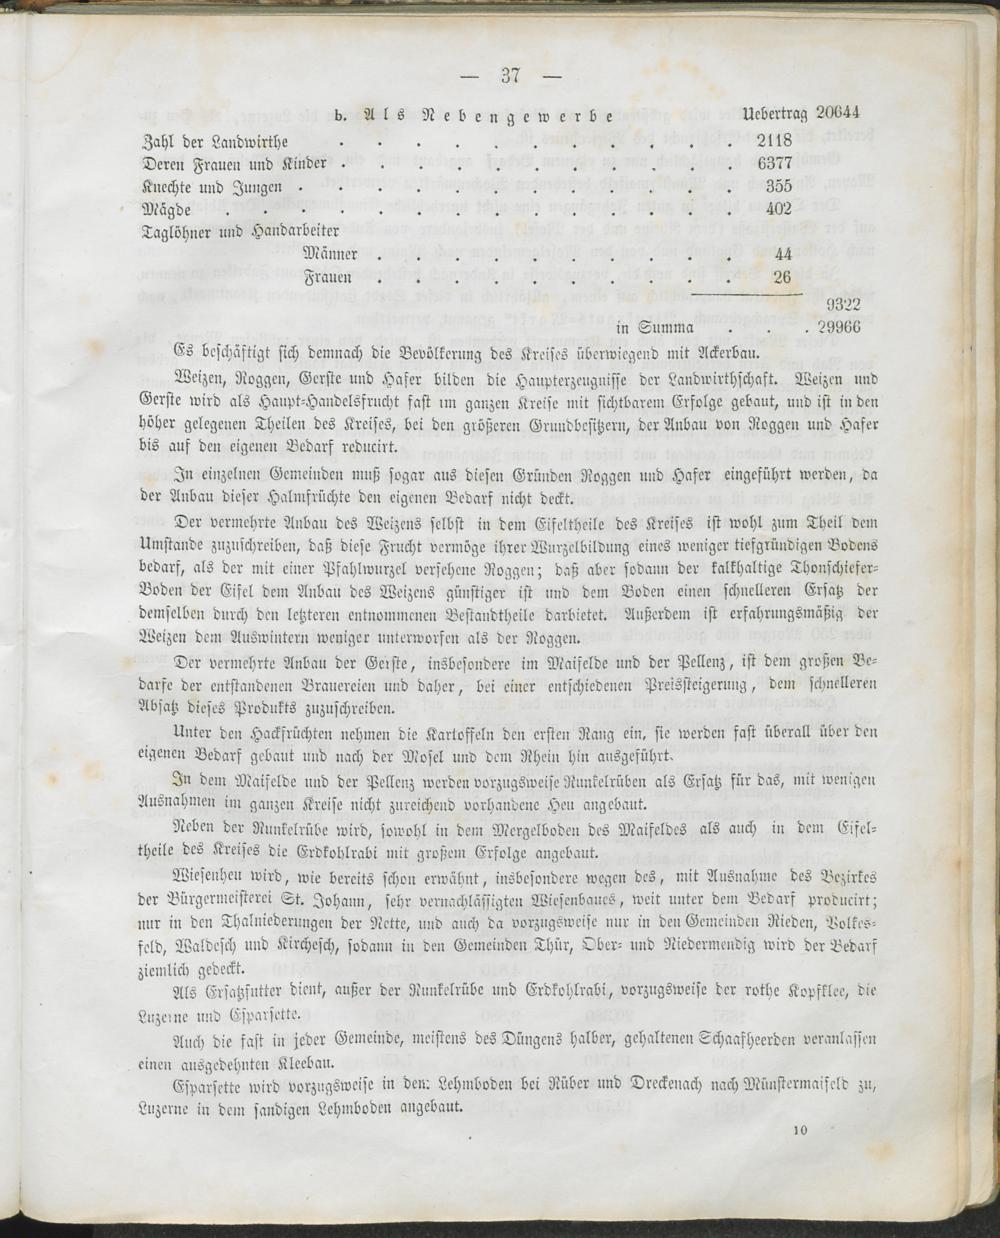 — 37 —
b. Als Nebengewerbe Uebertrag 20644
Zahl der Landwirthe . . . . . . . . . . . 2118
Deren Frauen und Kinder . . . . . . . . . . 6377
Knechte und Jungen . . . . . . . . . . . . 355
Mägde . . . . . . . . . . . . . . 402
Taglöhner und Handarbeiter
Männer . . . . . . . . . . 44
Frauen . . . . . . . . . . 26
9322
in Summa . . . 29966
Es beschäftigt sich demnach die Bevölkerung des Kreises überwiegend mit Ackerbau.
Weizen, Roggen, Gerste und Hafer bilden die Haupterzeugnisse der Landwirthschaft. Weizen und
Gerste wird als Haupt-Handelsfrucht fast im ganzen Kreise mit sichtbarem Erfolge gebaut, und ist in den
höher gelegenen Theilen des Kreises, bei den größeren Grundbesitzern, der Anbau von Roggen und Hafer
bis auf den eigenen Bedarf reducirt.
In einzelnen Gemeinden muß sogar aus diesen Gründen Roggen und Hafer eingeführt werden, da
der Anbau dieser Halmfrüchte den eigenen Bedarf nicht deckt.
Der vermehrte Anbau des Weizens selbst in dem Eifeltheile des Kreises ist wohl zum Theil dem
Umstande zuzuschreiben, daß diese Frucht vermöge ihrer Wurzelbildung eines weniger tiefgründigen Bodens
bedarf, als der mit einer Pfahlwurzel versehene Roggen; daß aber sodann der kalkhaltige Thonschiefer-
Boden der Eifel dem Anbau des Weizens günstiger ist und dem Boden einen schnelleren Ersatz der
demselben durch den letzteren entnommenen Bestandtheile darbietet. Außerdem ist erfahrungsmäßig der
Weizen dem Auswintern weniger unterworfen als der Roggen.
Der vermehrte Anbau der Gerste, insbesondere im Maifelde und der Pellenz, ist dem großen Be-
darfe der entstandenen Brauereien und daher, bei einer entschiedenen Preissteigerung, dem schnelleren
Absatz dieses Produkts zuzuschreiben.
Unter den Hackfrüchten nehmen die Kartoffeln den ersten Rang ein, sie werden fast überall über den
eigenen Bedarf gebaut und nach der Mosel und dem Rhein hin ausgeführt.
In dem Maifelde und der Pellenz werden vorzugsweise Runkelrüben als Ersatz für das, mit wenigen
Ausnahmen im ganzen Kreise nicht zureichend vorhandene Heu angebaut.
Neben der Runkelrübe wird, sowohl in dem Mergelboden des Maifeldes als auch in dem Eifel-
theile des Kreises die Erdkohlrabi mit großem Erfolge angebaut.
Wiesenheu wird, wie bereits schon erwähnt, insbesondere wegen des, mit Ausnahme des Bezirkes
der Bürgermeisterei St. Johann, sehr vernachlässigten Wiesenbaues, weit unter dem Bedarf producirt;
nur in den Thalniederungen der Nette, und auch da vorzugsweise nur in den Gemeinden Rieden, Volkes-
feld, Waldesch und Kirchesch, sodann in den Gemeinden Thür, Ober- und Niedermendig wird der Bedarf
ziemlich gedeckt.
Als Ersatzfutter dient, außer der Runkelrübe und Erdkohlrabi, vorzugsweise der rothe Kopfklee, die
Luzerne und Esparsette.
Auch die fast in jeder Gemeinde, meistens des Düngens halber, gehaltenen Schaafheerden veranlassen
einen ausgedehnten Kleebau.
Esparsette wird vorzugsweise in dem Lehmboden bei Rüber und Dreckenach nach Münstermaifeld zu,
Luzerne in dem sandigen Lehmboden angebaut.
10